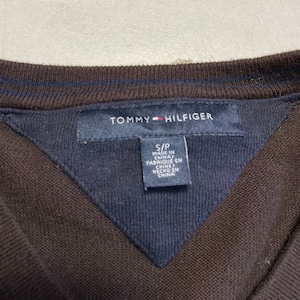 TOMMY HILFIGER
S/P
MADE IN
CHINA/
FABRIQUÉ EN
CHINE/
HECHO EN
CHINA